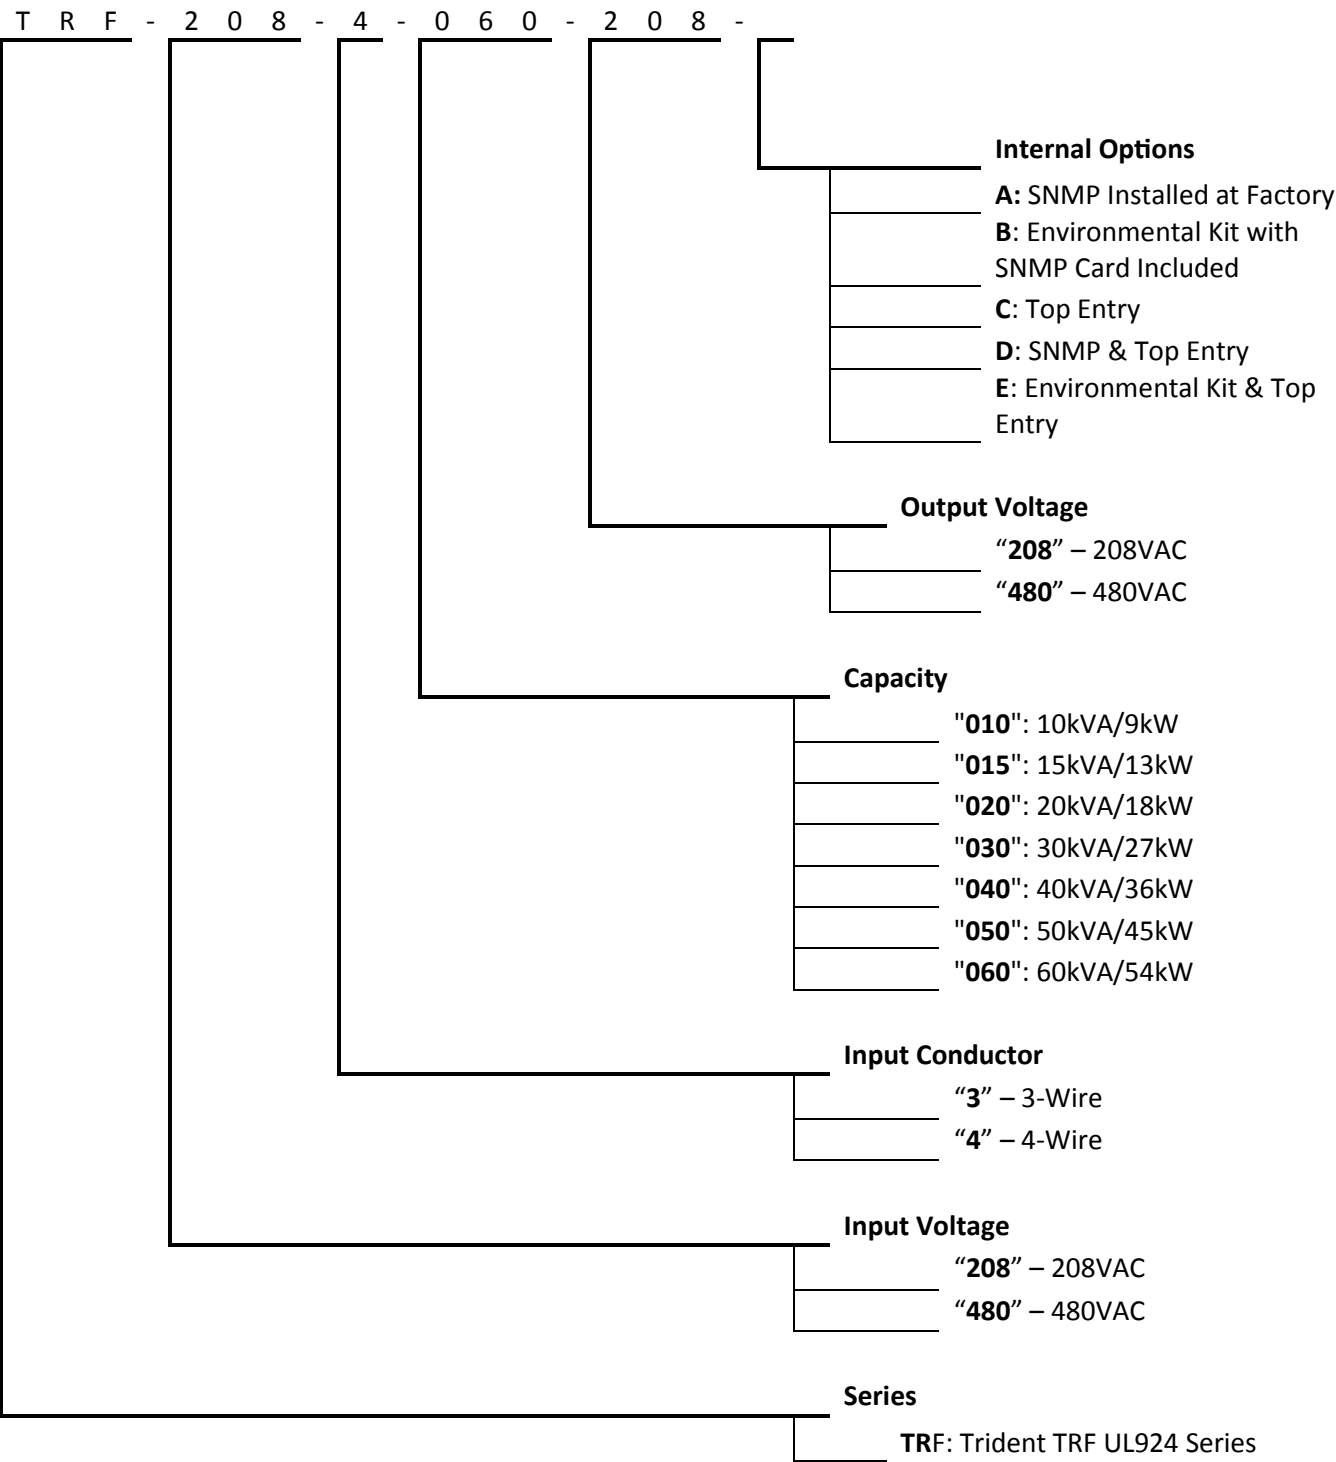 T R F - 2 0 8 - 4 - 0 6 0 - 2 0 8 -
Internal Options
A: SNMP Installed at Factory
B: Environmental Kit with
SNMP Card Included
C: Top Entry
D: SNMP & Top Entry
E: Environmental Kit & Top
Entry
Output Voltage
“208” – 208VAC
“480” – 480VAC
Capacity
"010": 10kVA/9kW
"015": 15kVA/13kW
"020": 20kVA/18kW
"030": 30kVA/27kW
"040": 40kVA/36kW
"050": 50kVA/45kW
"060": 60kVA/54kW
Input Conductor
“3” – 3-Wire
“4” – 4-Wire
Input Voltage
“208” – 208VAC
“480” – 480VAC
Series
TRF: Trident TRF UL924 Series